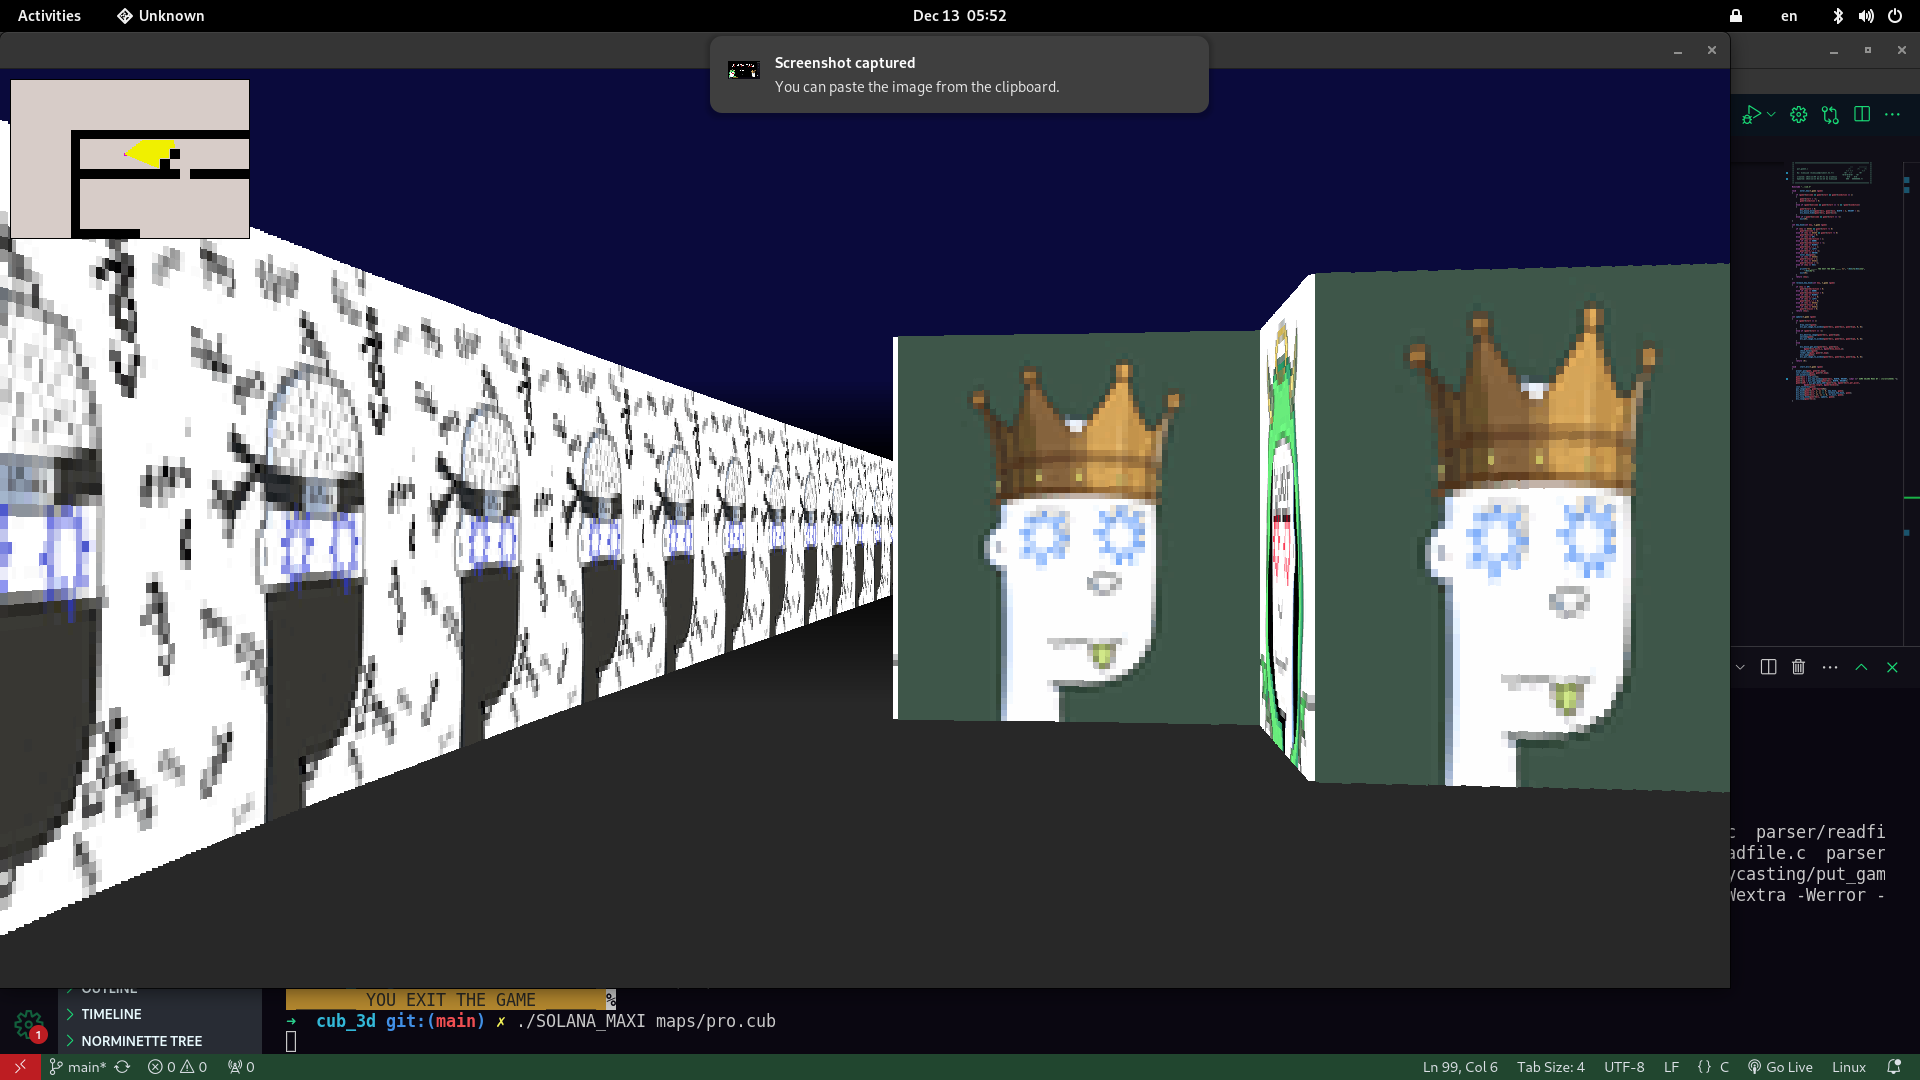 Activities
Unknown
Dec 13 05:52
en
Screenshot captured
You can paste the image from the clipboard.
c parser/readfi
adfile.c parser
ycasting/put_gam
Wextra -Werror -
OUTLINE
YOU EXIT THE GAME %
TIMELINE
→ cub_3d git:(main) ✗ ./SOLANA_MAXI maps/pro.cub
1
NORMINETTE TREE
main*
0 0
0
Ln 99, Col 6
Tab Size: 4
UTF-8
LF
{} C
Go Live
Linux